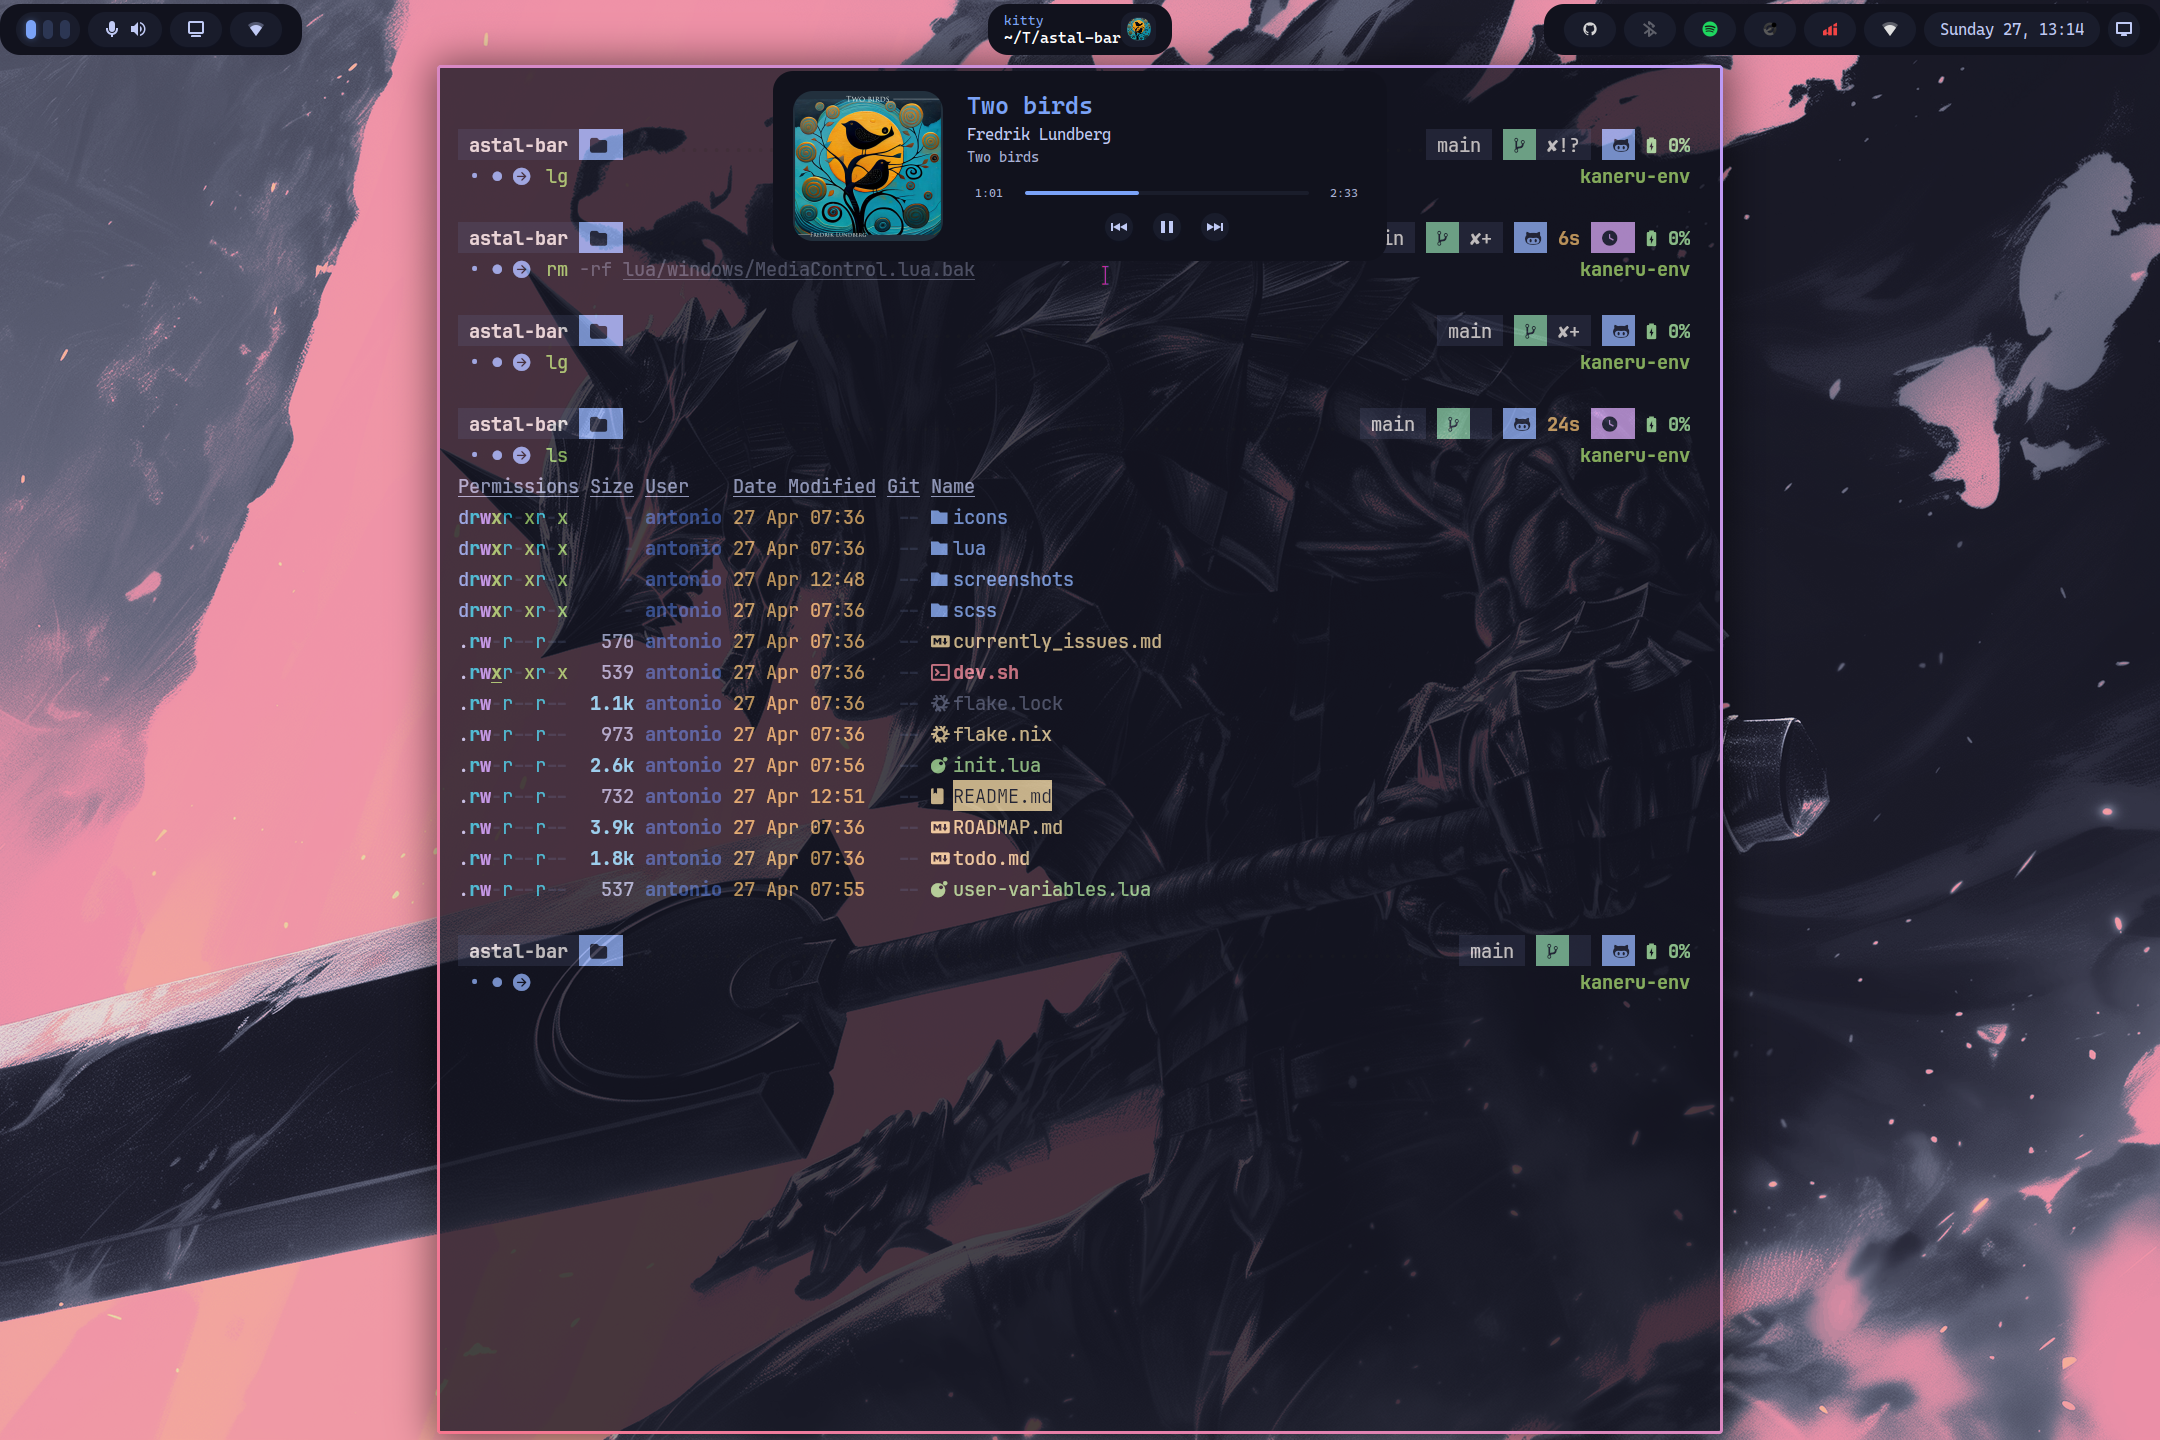 kitty
~/T/astal-bar
Sunday 27, 13:14
TWO BIRDS
FREDRIK LUNDBERG
Two birds
Fredrik Lundberg
Two birds
1:01 2:33
astal-bar main ✘!? 0%
lg kaneru-env
astal-bar in ✘+ 6s 0%
rm -rf lua/windows/MediaControl.lua.bak kaneru-env
astal-bar main ✘+ 0%
lg kaneru-env
astal-bar main 24s 0%
ls kaneru-env
Permissions Size User Date Modified Git Name
drwxr-xr-x - antonio 27 Apr 07:36 -- icons
drwxr-xr-x - antonio 27 Apr 07:36 -- lua
drwxr-xr-x - antonio 27 Apr 12:48 -- screenshots
drwxr-xr-x - antonio 27 Apr 07:36 -- scss
.rw-r--r-- 570 antonio 27 Apr 07:36 -- currently_issues.md
.rwxr-xr-x 539 antonio 27 Apr 07:36 -- dev.sh
.rw-r--r-- 1.1k antonio 27 Apr 07:36 -- flake.lock
.rw-r--r-- 973 antonio 27 Apr 07:36 -- flake.nix
.rw-r--r-- 2.6k antonio 27 Apr 07:56 -- init.lua
.rw-r--r-- 732 antonio 27 Apr 12:51 -- README.md
.rw-r--r-- 3.9k antonio 27 Apr 07:36 -- ROADMAP.md
.rw-r--r-- 1.8k antonio 27 Apr 07:36 -- todo.md
.rw-r--r-- 537 antonio 27 Apr 07:55 -- user-variables.lua
astal-bar main 0%
kaneru-env